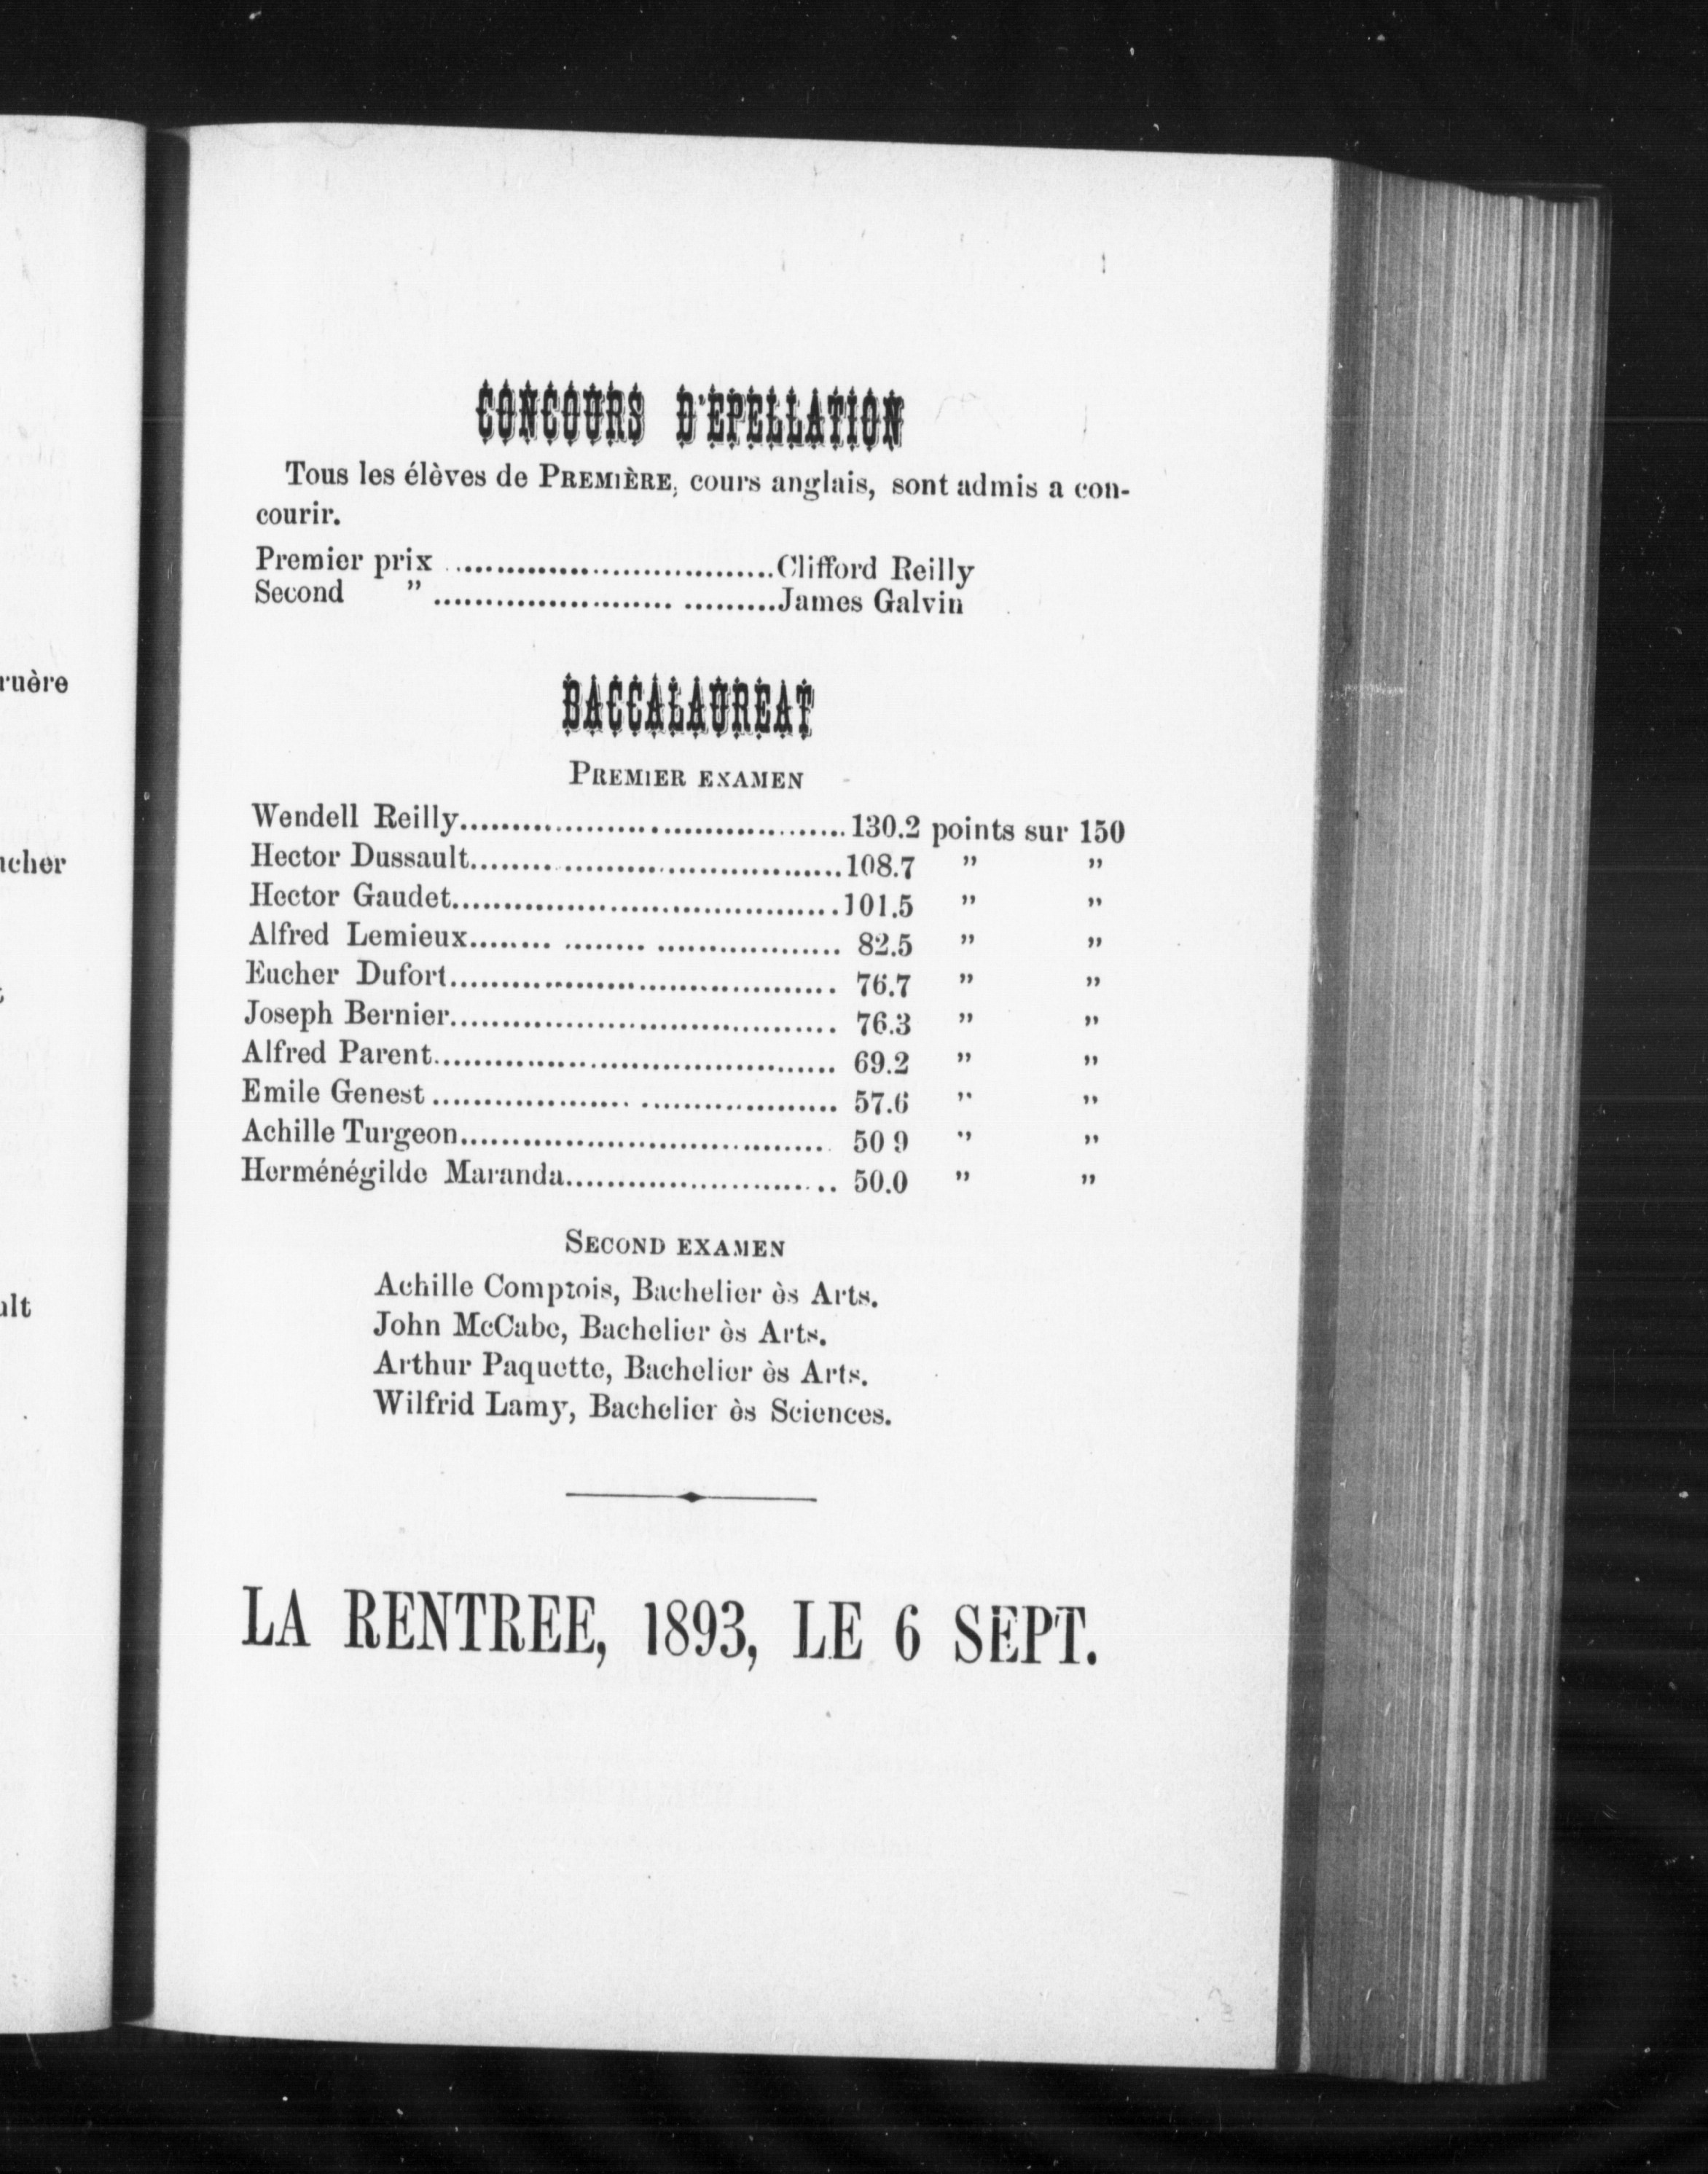 CONCOURS D'EPELLATION
Tous les élèves de PREMIÈRE, cours anglais, sont admis a con-
courir.
Premier prix ................................Clifford Reilly
Second " ................................James Galvin
BACCALAUREAT
PREMIER EXAMEN
Wendell Reilly.....................................130.2 points sur 150
Hector Dussault.....................................108.7 " "
Hector Gaudet.....................................101.5 " "
Alfred Lemieux..................................... 82.5 " "
Eucher Dufort..................................... 76.7 " "
Joseph Bernier..................................... 76.3 " "
Alfred Parent..................................... 69.2 " "
Emile Genest ..................................... 57.6 " "
Achille Turgeon................................... 50 9 " "
Herménégilde Maranda.......................... 50.0 " "
SECOND EXAMEN
Achille Comptois, Bachelier ès Arts.
John McCabe, Bachelier ès Arts.
Arthur Paquette, Bachelier ès Arts.
Wilfrid Lamy, Bachelier ès Sciences.
LA RENTREE, 1893, LE 6 SEPT.
ruère
ucher
ult